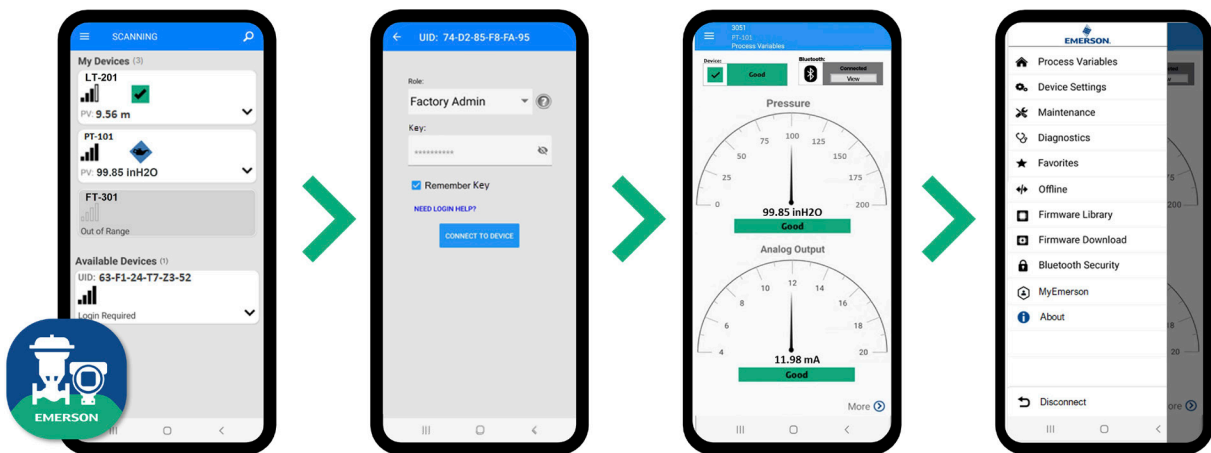 SCANNING
My Devices (3)
LT-201
PV: 9.56 m
PT-101
PV: 99.85 inH2O
FT-301
Out of Range
Available Devices (1)
UID: 63-F1-24-T7-Z3-52
Login Required
EMERSON
UID: 74-D2-85-F8-FA-95
Role:
Factory Admin
Key:
**********
Remember Key
NEED LOGIN HELP?
CONNECT TO DEVICE
3051
PT-101
Process Variables
Device:
Good
Bluetooth:
Connected
View
Pressure
0 25 50 75 100 125 150 175 200
99.85 inH2O
Good
Analog Output
4 6 8 10 12 14 16 18 20
11.98 mA
Good
More
EMERSON
Process Variables
Device Settings
Maintenance
Diagnostics
Favorites
Offline
Firmware Library
Firmware Download
Bluetooth Security
MyEmerson
About
Disconnect
200
18
20
ore